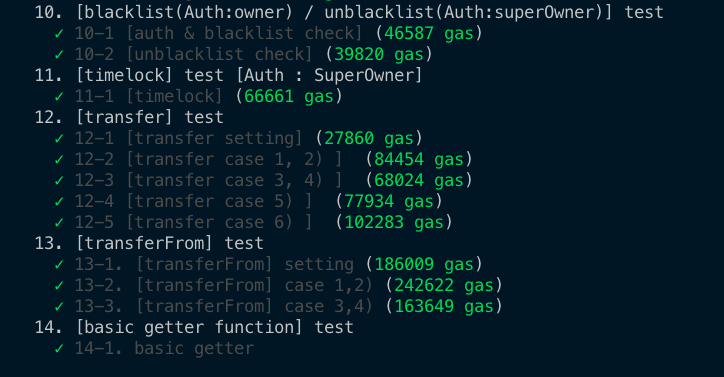 10. [blacklist(Auth:owner) / unblacklist(Auth:superOwner)] test
✓ 10-1 [auth & blacklist check] (46587 gas)
✓ 10-2 [unblacklist check] (39820 gas)
11. [timelock] test [Auth : SuperOwner]
✓ 11-1 [timelock] (66661 gas)
12. [transfer] test
✓ 12-1 [transfer setting] (27860 gas)
✓ 12-2 [transfer case 1, 2) ]  (84454 gas)
✓ 12-3 [transfer case 3, 4) ]  (68024 gas)
✓ 12-4 [transfer case 5) ]  (77934 gas)
✓ 12-5 [transfer case 6) ]  (102283 gas)
13. [transferFrom] test
✓ 13-1. [transferFrom] setting (186009 gas)
✓ 13-2. [transferFrom] case 1,2) (242622 gas)
✓ 13-3. [transferFrom] case 3,4) (163649 gas)
14. [basic getter function] test
✓ 14-1. basic getter